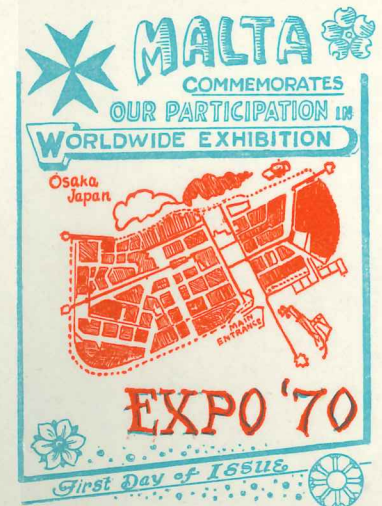 MALTA
COMMEMORATES
OUR PARTICIPATION IN
WORLDWIDE EXHIBITION
Osaka
Japan
MAIN
ENTRANCE
EXPO '70
First Day of ISSUE